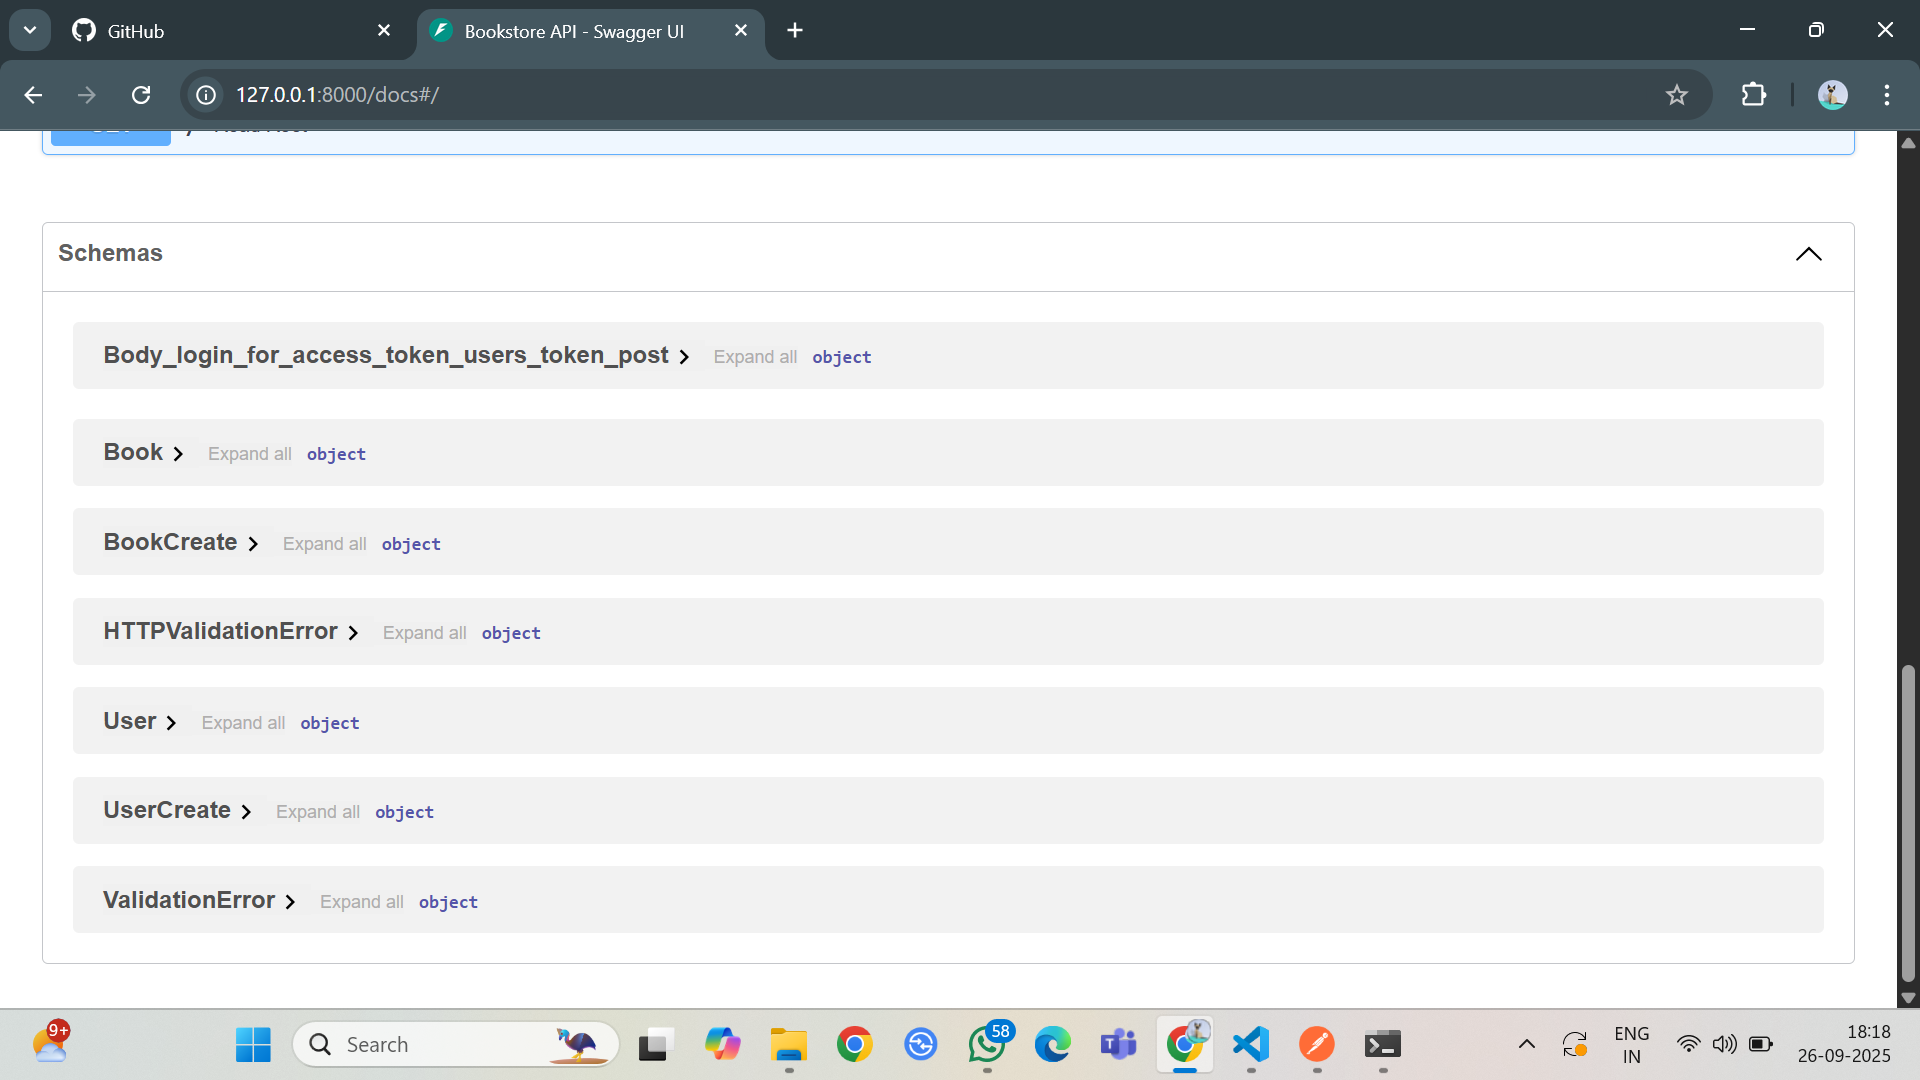 GitHub
Bookstore API - Swagger UI
127.0.0.1:8000/docs#/
Schemas
Body_login_for_access_token_users_token_post Expand all object
Book Expand all object
BookCreate Expand all object
HTTPValidationError Expand all object
User Expand all object
UserCreate Expand all object
ValidationError Expand all object
9+
Search
58
ENG
IN
18:18
26-09-2025